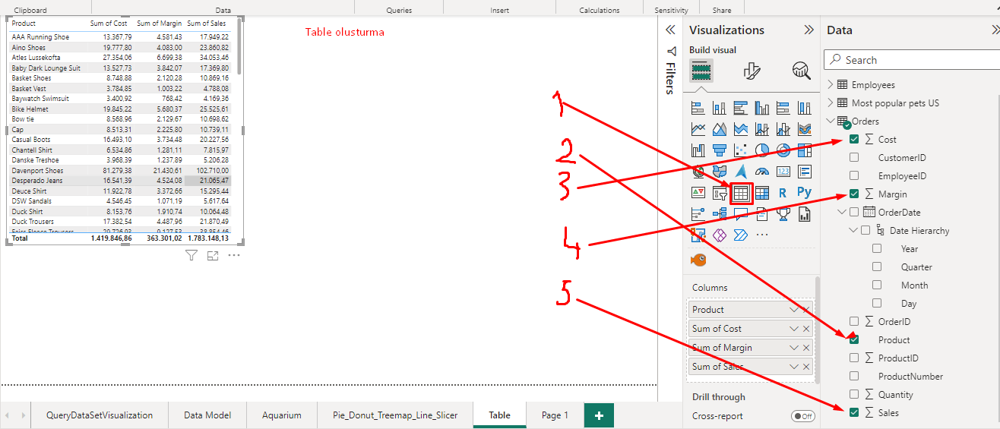 Clipboard
Data
Queries
Insert
Calculations
Sensitivity
Share
Product Sum of Cost Sum of Margin Sum of Sales
AAA Running Shoe 13.367,79 4.581,43 17.949,22
Aino Shoes 19.777,80 4.083,00 23.860,82
Atles Lussekofta 27.354,06 6.699,38 34.053,46
Baby Dark Lounge Suit 13.527,73 3.842,07 17.369,80
Basket Shoes 8.748,88 2.120,28 10.869,16
Basket Vest 3.784,85 1.003,22 4.788,08
Baywatch Swimsuit 3.400,92 768,42 4.169,36
Bike Helmet 19.845,22 5.680,37 25.525,61
Bow tie 8.568,96 2.129,67 10.698,62
Cap 8.513,31 2.225,80 10.739,11
Casual Boots 16.493,10 3.734,48 20.227,56
Chantell Shirt 6.534,86 1.281,11 7.815,97
Danske Treshoe 3.968,39 1.237,89 5.206,28
Davenport Shoes 81.279,38 21.430,61 102.710,00
Desperado Jeans 16.541,39 4.524,08 21.065,47
Deuce Shirt 11.922,78 3.372,66 15.295,44
DSW Sandals 4.546,45 1.071,19 5.617,64
Duck Shirt 8.153,76 1.910,74 10.064,48
Duck Trousers 17.382,54 4.487,96 21.870,49
Total 1.419.846,86 363.301,02 1.783.148,13
Table olusturma
1
2
3
4
5
Filters
Visualizations
Build visual
123
R
Py
Columns
Product
Sum of Cost
Sum of Margin
Sum of Sales
Drill through
Cross-report
Off
Data
Search
Employees
Most popular pets US
Orders
Cost
CustomerID
EmployeeID
Margin
OrderDate
Date Hierarchy
Year
Quarter
Month
Day
OrderID
Product
ProductID
ProductNumber
Quantity
Sales
QueryDataSetVisualization
Data Model
Aquarium
Pie_Donut_Treemap_Line_Slicer
Table
Page 1